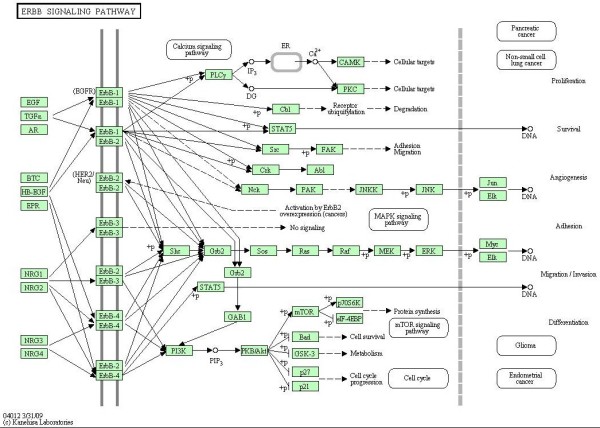 ERBB SIGNALING PATHWAY
Pancreatic
cancer
Calcium signaling
pathway
ER
Ca2+
Non-small cell
lung cancer
CAMK
Cellular targets
+p
PLCγ
IP3
(EGFR)
ErbB-1
ErbB-1
DG
PKC
Cellular targets
Proliferation
EGF
TGFα
AR
Cbl
Receptor
ubiquitylation
Degradation
ErbB-1
ErbB-2
+p
STAT5
DNA
Survival
+p
Src
FAK
Adhesion
Migration
+p
Crk
Abl
BTC
HB-EGF
EPR
(HER2/
Neu)
ErbB-2
ErbB-2
Nck
PAK
JNKK
+p
JNK
+p
Jun
Elk
DNA
Angiogenesis
Activation by ErbB2
overexpression (cancers)
MAPK signaling
pathway
ErbB-3
ErbB-3
No signaling
Adhesion
+p
Shc
Grb2
Sos
Ras
Raf
+p
MEK
+p
ERK
+p
Myc
Elk
DNA
NRG1
NRG2
ErbB-2
ErbB-3
Grb2
Migration / Invasion
+p
STAT5
DNA
ErbB-4
ErbB-4
GAB1
+p
mTOR
+p
p70S6K
+p
eIF-4EBP
Protein synthesis
mTOR signaling
pathway
Differentiation
NRG3
NRG4
PI3K
PIP3
PKB/Akt
+p
Bad
Cell survival
+p
GSK-3
Metabolism
Glioma
ErbB-2
ErbB-4
+p
p27
+p
p21
Cell cycle
progression
Cell cycle
Endometrial
cancer
04012 3/31/09
(c) Kanehisa Laboratories